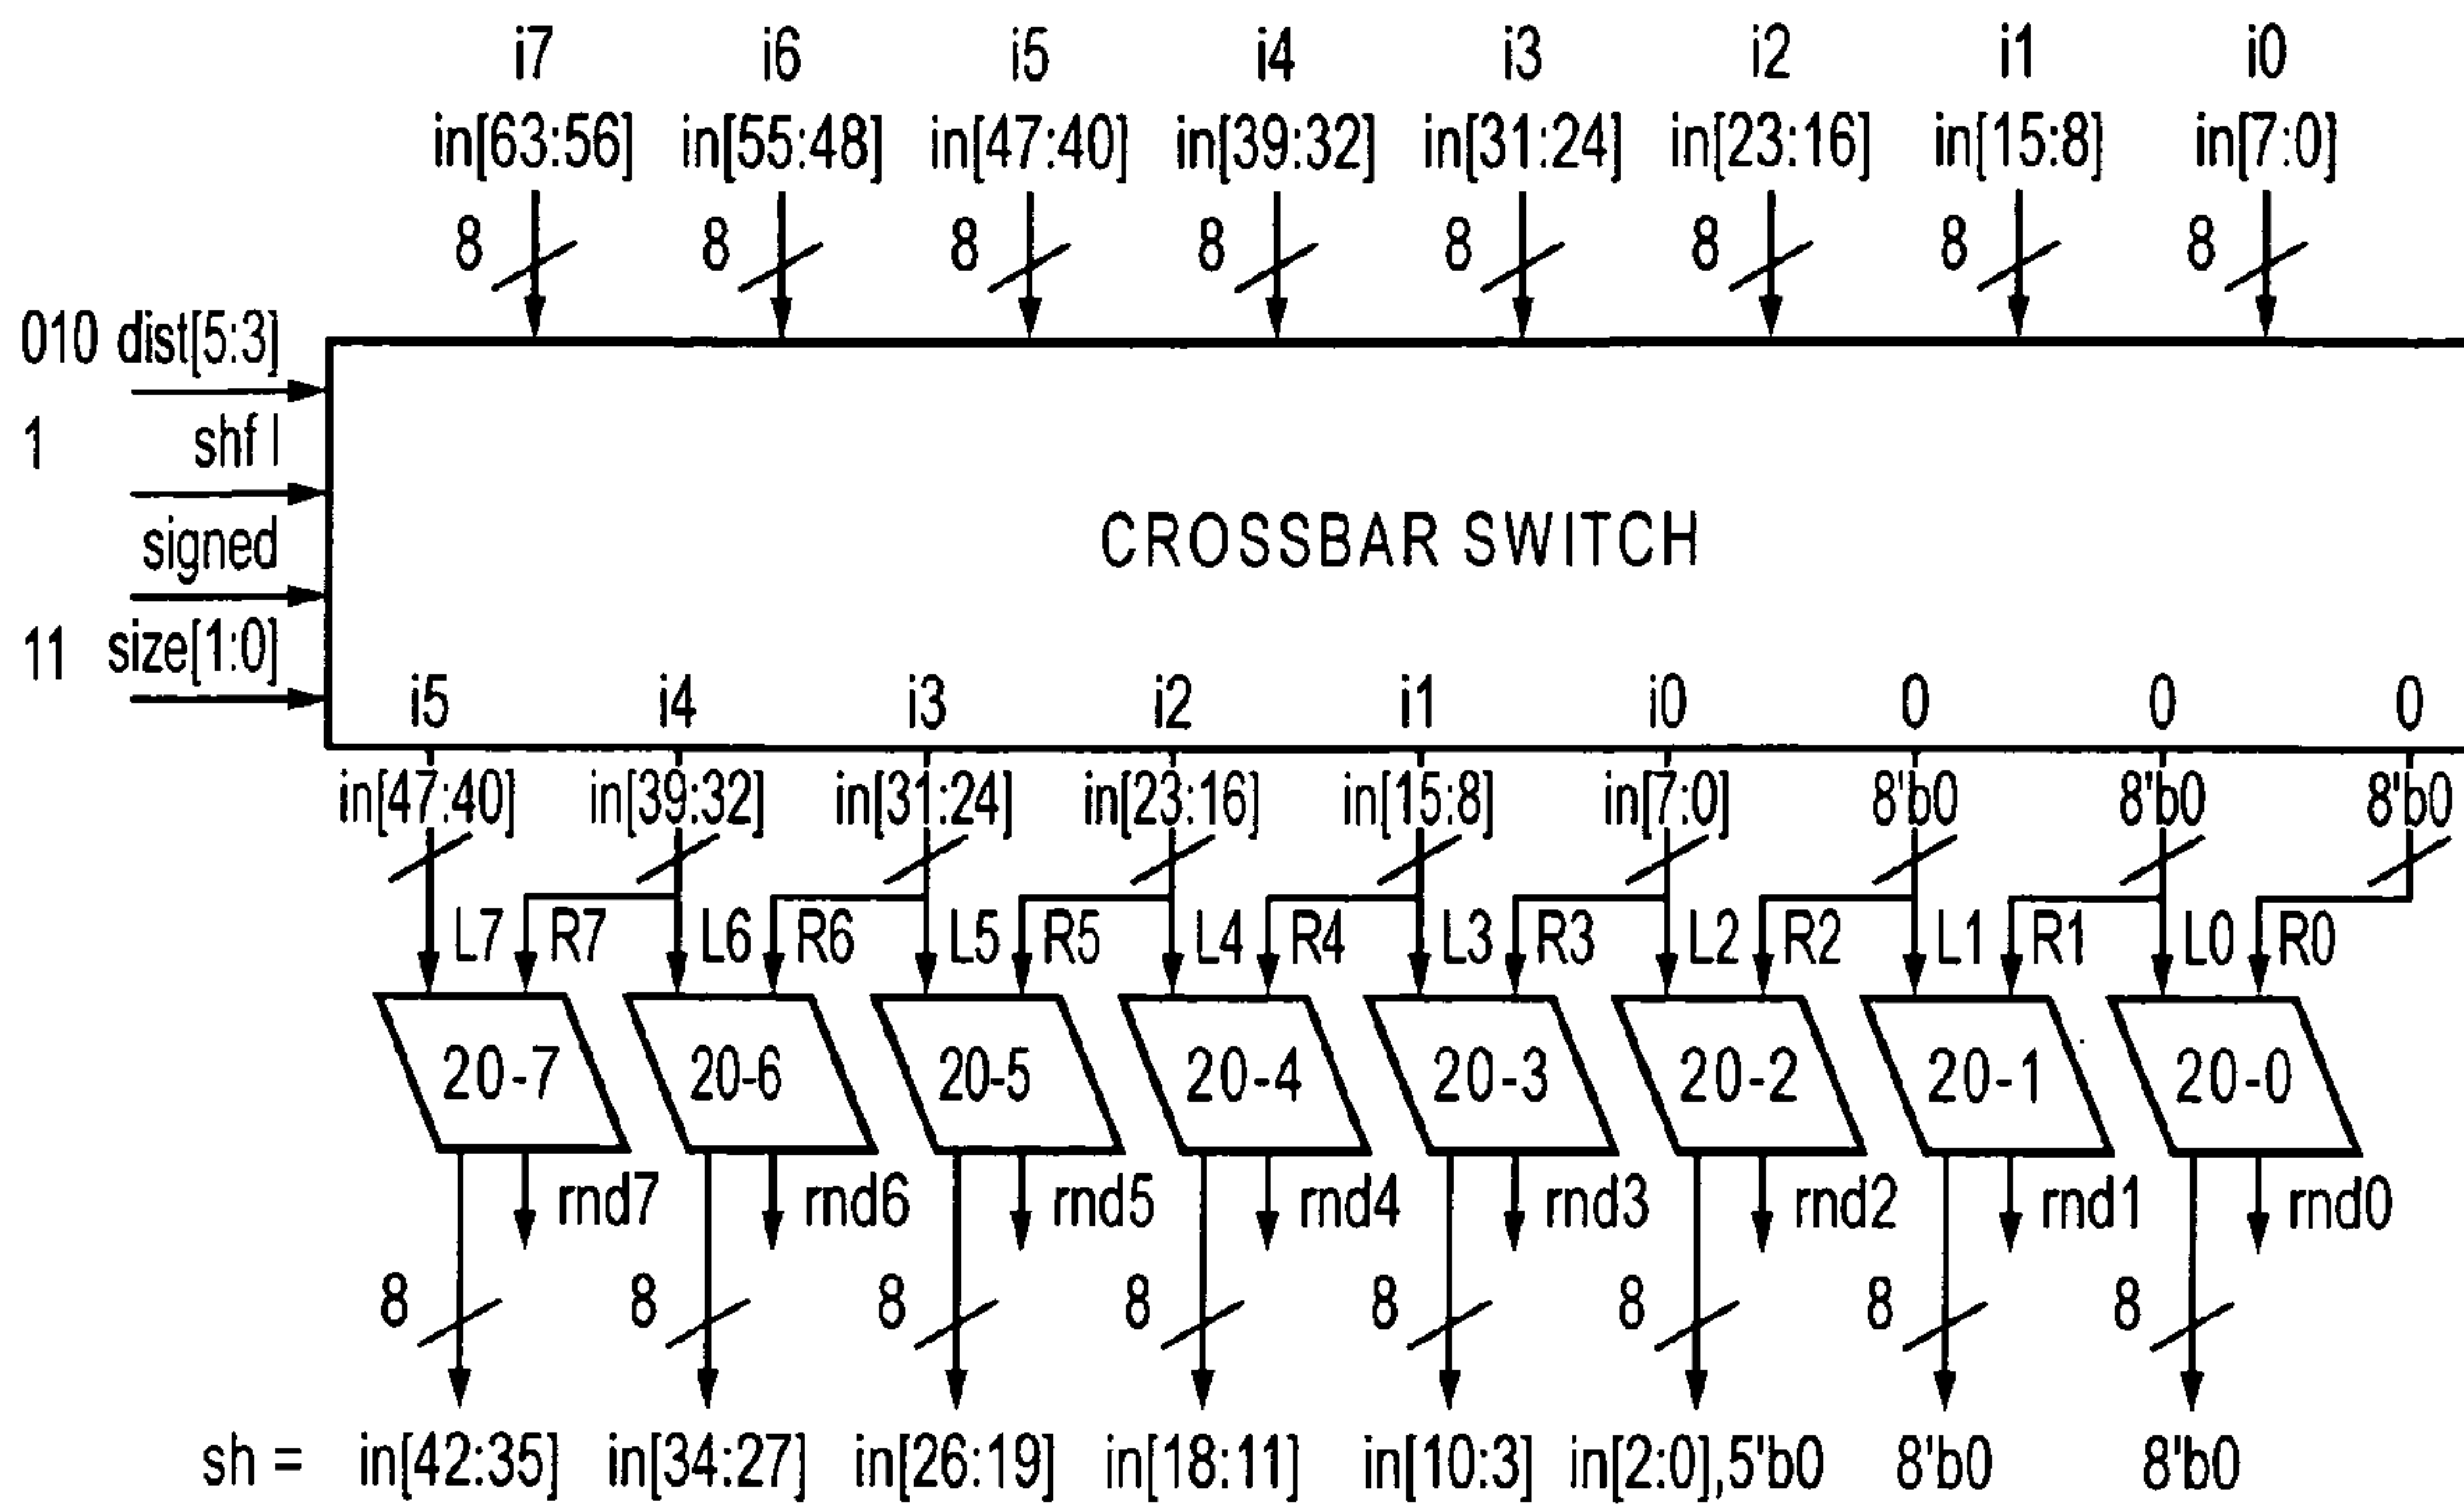 i7 i6 i5 i4 i3 i2 i1 i0
in[63:56] in[55:48] in[47:40] in[39:32] in[31:24] in[23:16] in[15:8] in[7:0]
8 8 8 8 8 8 8 8
010 dist[5:3]
1 shf l
signed
11 size[1:0]
CROSSBAR SWITCH
i5 i4 i3 i2 i1 i0 0 0 0
in[47:40] in[39:32] in[31:24] in[23:16] in[15:8] in[7:0] 8'b0 8'b0 8'b0
L7 R7 L6 R6 L5 R5 L4 R4 L3 R3 L2 R2 L1 R1 L0 R0
20-7 20-6 20-5 20-4 20-3 20-2 20-1 20-0
rnd7 rnd6 rnd5 rnd4 rnd3 rnd2 rnd1 rnd0
8 8 8 8 8 8 8 8
sh = in[42:35] in[34:27] in[26:19] in[18:11] in[10:3] in[2:0],5'b0 8'b0 8'b0